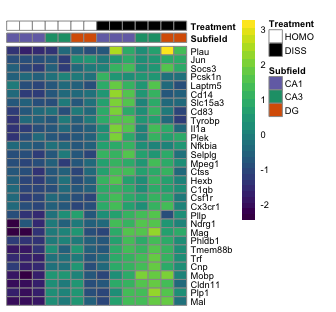 Treatment
Subfield
Plau
Jun
Socs3
Pcsk1n
Laptm5
Cd14
Slc15a3
Cd83
Tyrobp
Il1a
Plek
Nfkbia
Selplg
Mpeg1
Ctss
Hexb
C1qb
Csf1r
Cx3cr1
Pllp
Ndrg1
Mag
Phldb1
Tmem88b
Trf
Cnp
Mobp
Cldn11
Plp1
Mal
3
2
1
0
-1
-2
Treatment
HOMO
DISS
Subfield
CA1
CA3
DG